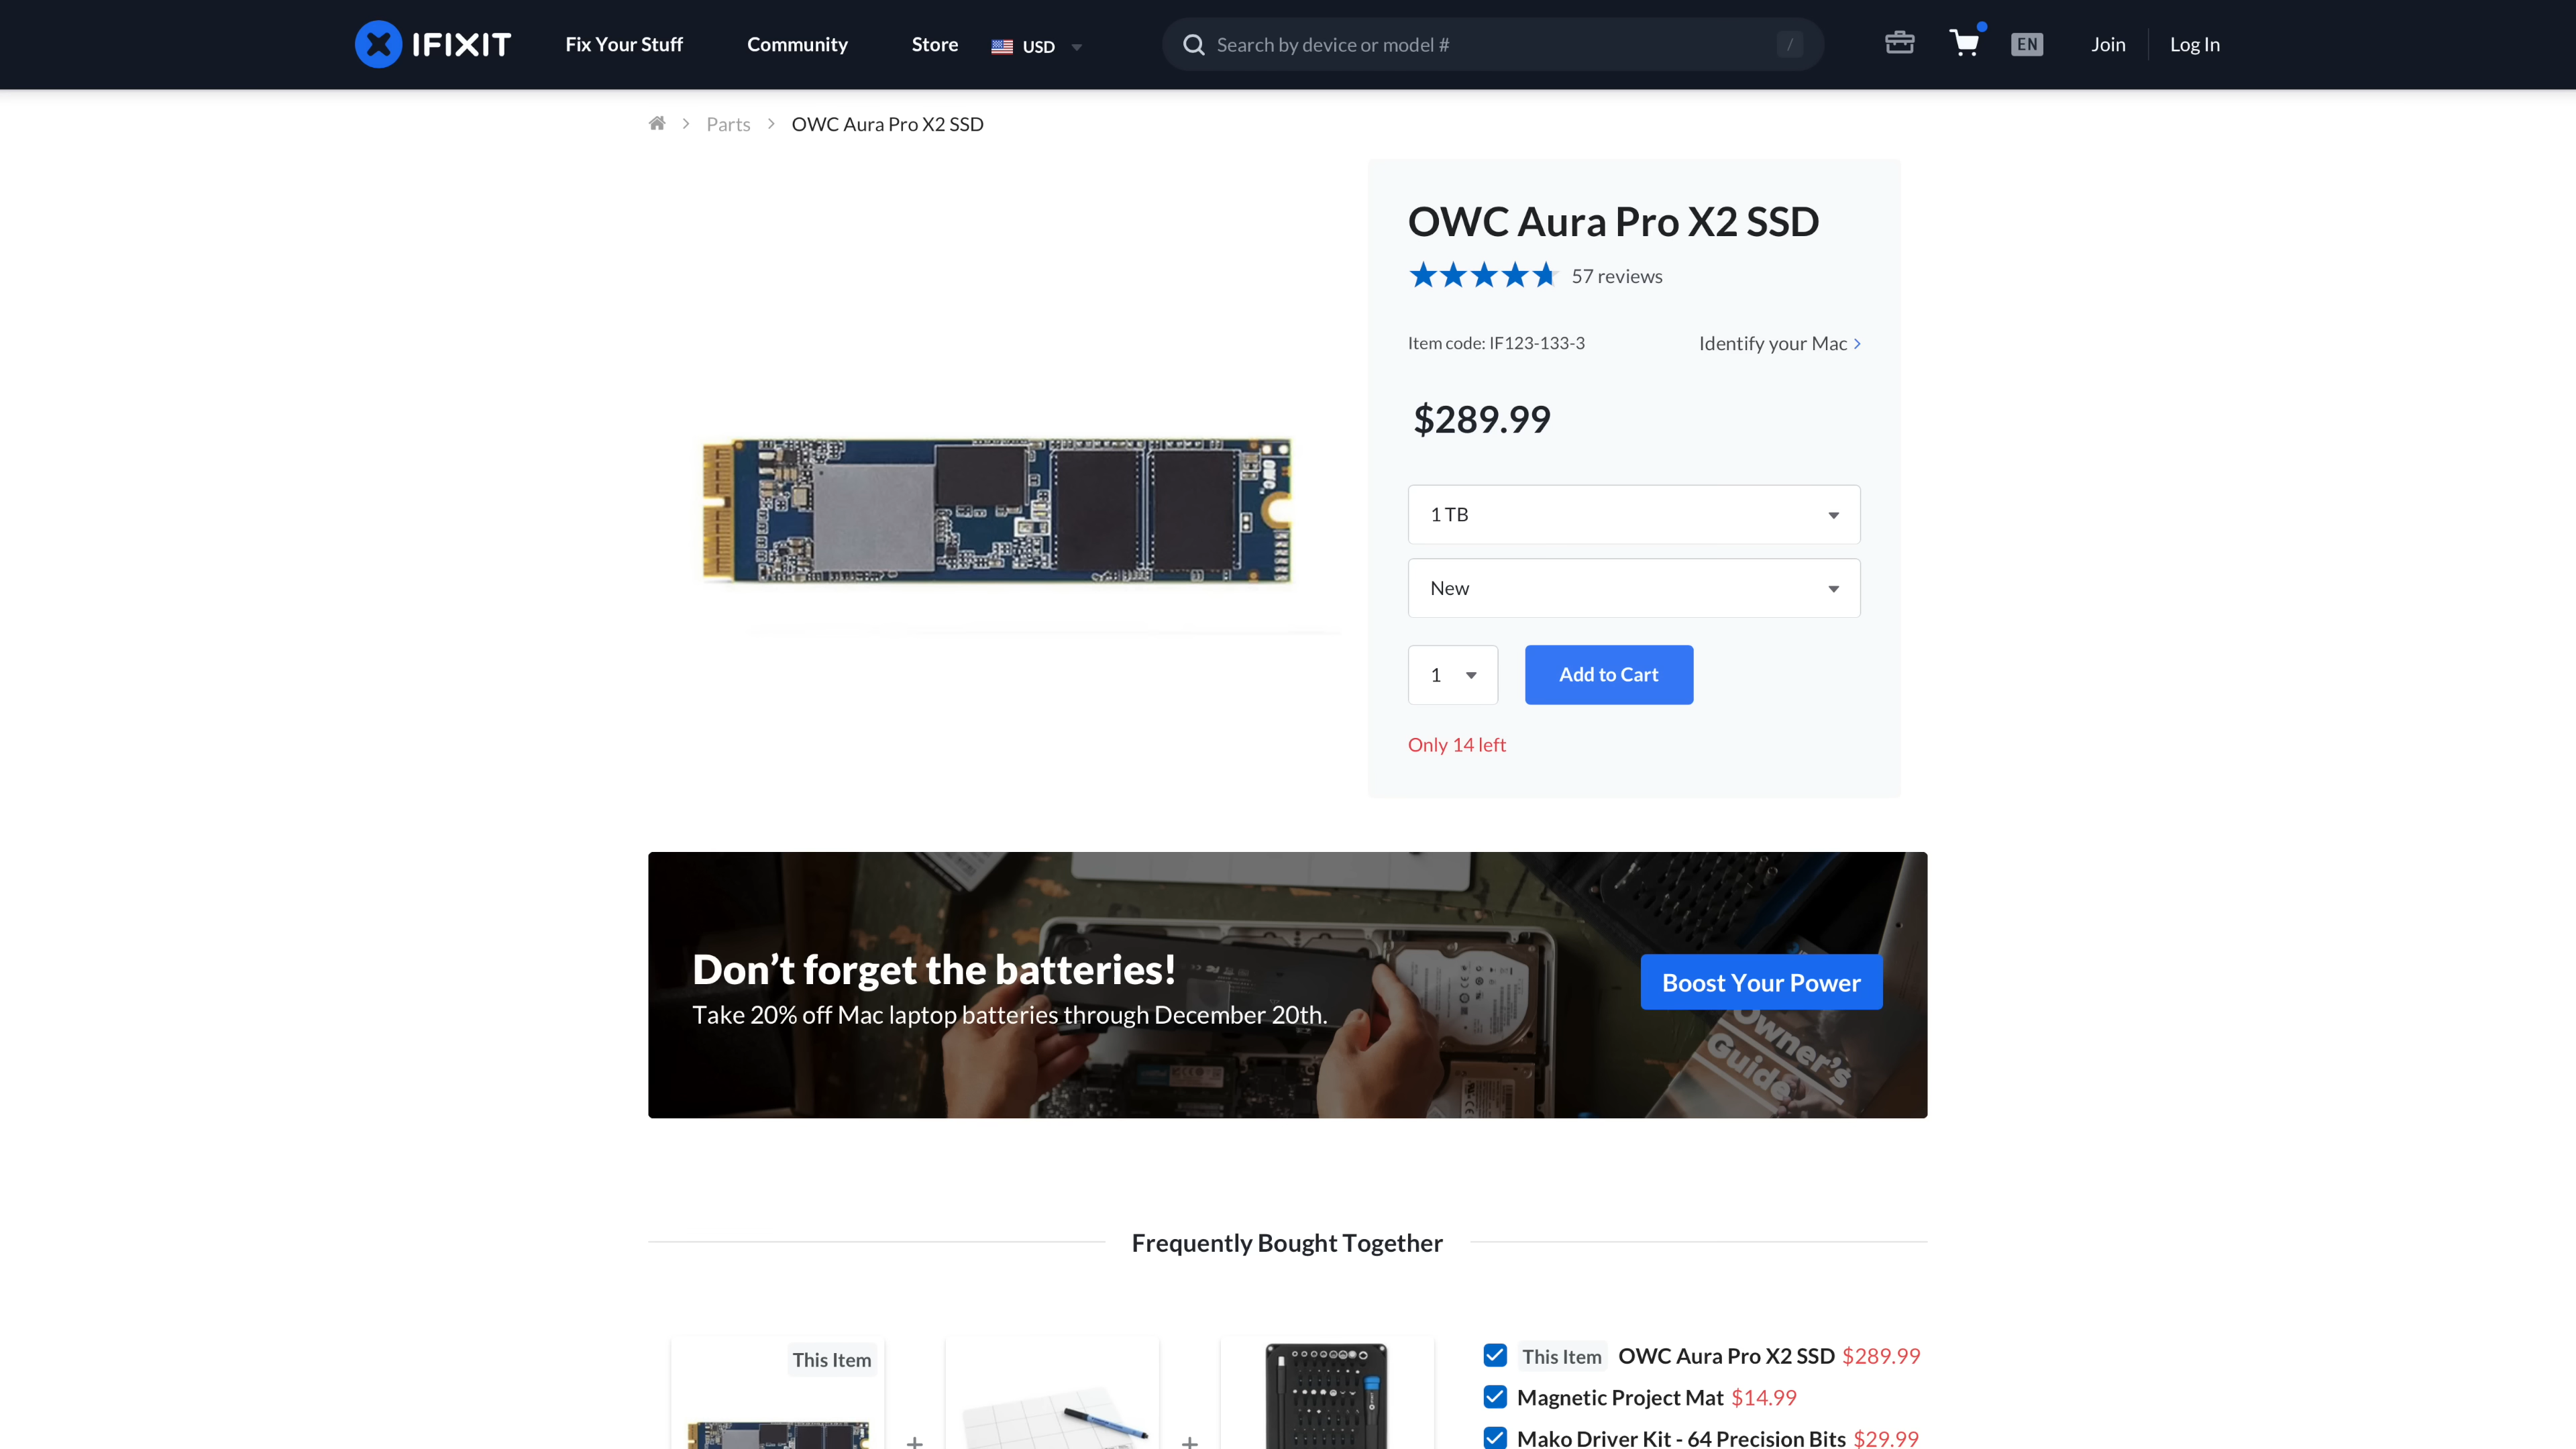 IFIXIT
Fix Your Stuff
Community
Store
USD
Search by device or model #
/
EN
Join
Log In
Parts
OWC Aura Pro X2 SSD
OWC Aura Pro X2 SSD
57 reviews
Item code: IF123-133-3
Identify your Mac
$289.99
1 TB
New
1
Add to Cart
Only 14 left
OWC
Don’t forget the batteries!
Take 20% off Mac laptop batteries through December 20th.
Boost Your Power
Owner's
Guide
Frequently Bought Together
This Item
This Item OWC Aura Pro X2 SSD $289.99
Magnetic Project Mat $14.99
Mako Driver Kit - 64 Precision Bits $29.99